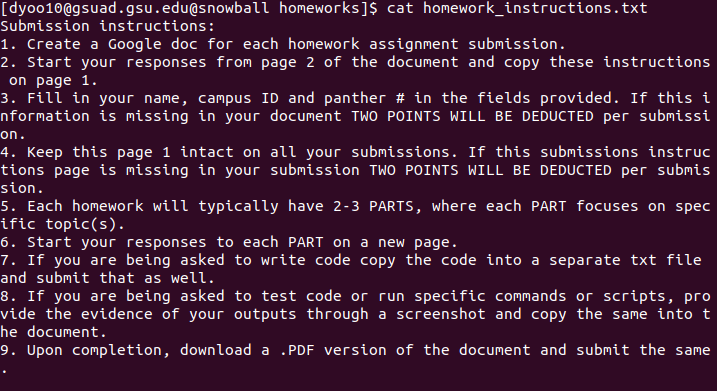 [dyoo10@gsuad.gsu.edu@snowball homeworks]$ cat homework_instructions.txt
Submission instructions:
1. Create a Google doc for each homework assignment submission.
2. Start your responses from page 2 of the document and copy these instructions
 on page 1.
3. Fill in your name, campus ID and panther # in the fields provided. If this i
nformation is missing in your document TWO POINTS WILL BE DEDUCTED per submissi
on.
4. Keep this page 1 intact on all your submissions. If this submissions instruc
tions page is missing in your submission TWO POINTS WILL BE DEDUCTED per submis
sion.
5. Each homework will typically have 2-3 PARTS, where each PART focuses on spec
ific topic(s).
6. Start your responses to each PART on a new page.
7. If you are being asked to write code copy the code into a separate txt file
and submit that as well.
8. If you are being asked to test code or run specific commands or scripts, pro
vide the evidence of your outputs through a screenshot and copy the same into t
he document.
9. Upon completion, download a .PDF version of the document and submit the same
.